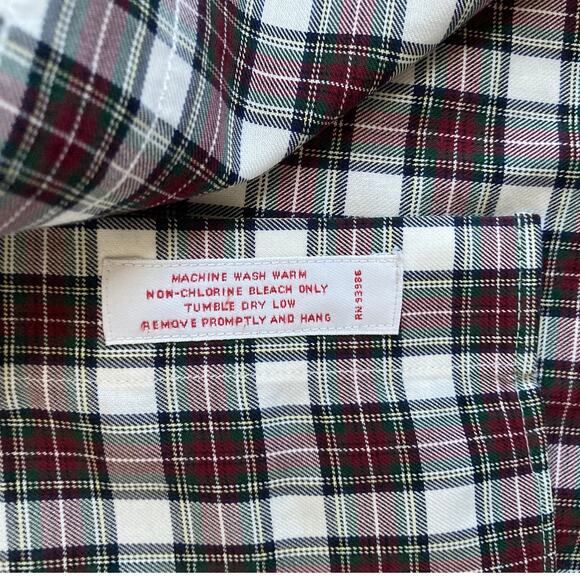 MACHINE WASH WARM
NON-CHLORINE BLEACH ONLY
TUMBLE DRY LOW
REMOVE PROMPTLY AND HANG
RN 93986